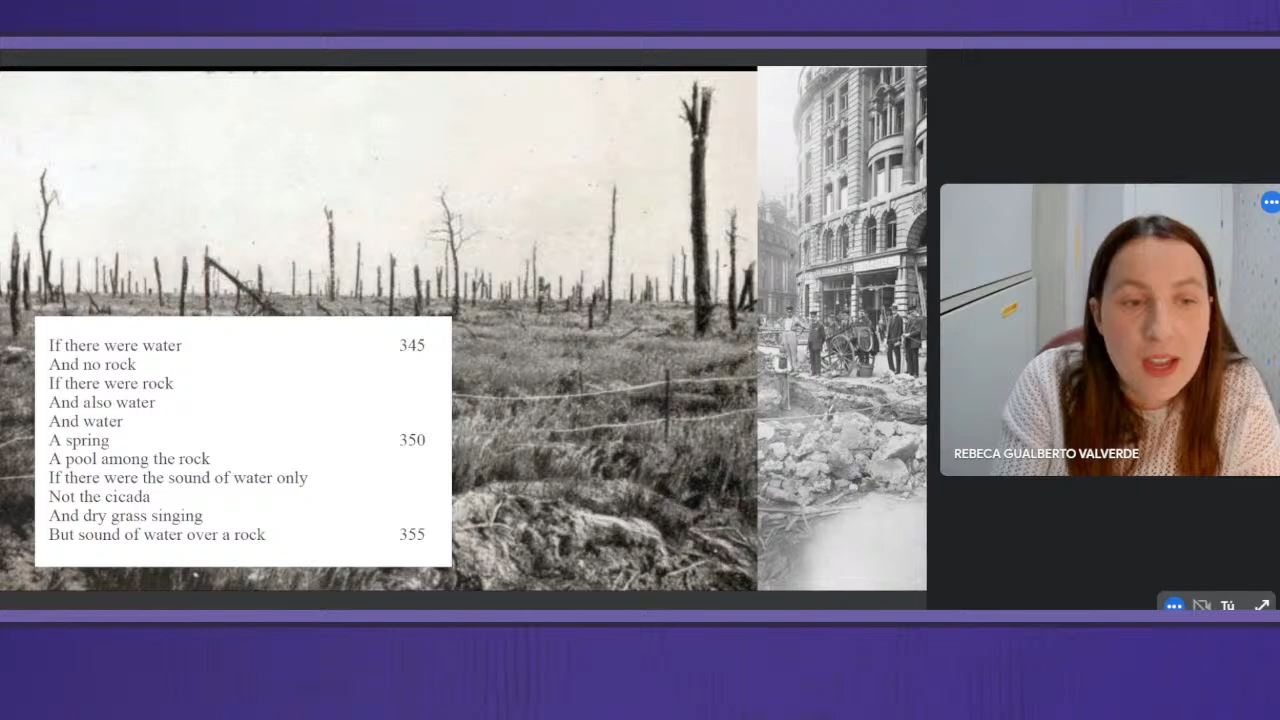 If there were water 345
And no rock
If there were rock
And also water
And water
A spring 350
A pool among the rock
If there were the sound of water only
Not the cicada
And dry grass singing
But sound of water over a rock 355
REBECA GUALBERTO VALVERDE
Tú